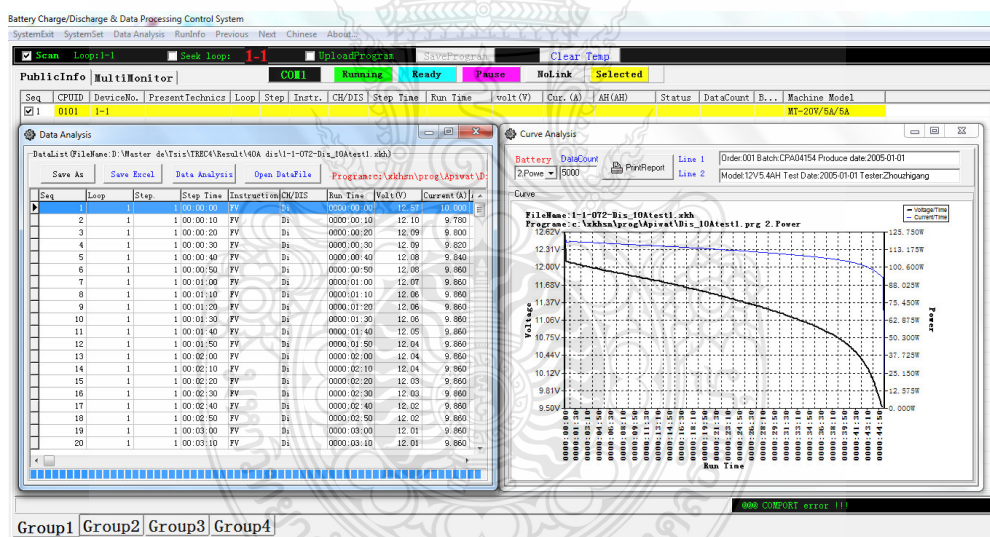 Battery Charge/Discharge & Data Processing Control System
SystemExit SystemSet Data Analysis RunInfo Previous Next Chinese About...
Scan Loop:1-1 Seek loop: 1-1 UploadProgram SaveProgram Clear Temp
PublicInfo MultiMonitor COM1 Running Ready Pause NoLink Selected
Seq CPUID DeviceNo. PresentTechnics Loop Step Instr. CH/DIS Step Time Run Time volt(V) Cur.(A) AH(AH) Status DataCount B... Machine Model
1 0101 1-1 MT-20V/5A/5A
Data Analysis
DataList(FileName:D:\Master de\Tsis\TREC4\Result\40A dis\1-1-072-Dis_10Atest1.xkh)
Save As Save Excel Data Analysis Open DataFile Programe:c:\xkhsn\prog\Apiwat\D:
Seq Loop Step. Step Time Instruction CH/DIS Run Time Volt(V) Current(A)
1 1 1 00:00:00 FV Di 0000:00:00 12.57 10.000
2 1 1 00:00:10 FV Di 0000:00:10 12.10 9.780
3 1 1 00:00:20 FV Di 0000:00:20 12.09 9.800
4 1 1 00:00:30 FV Di 0000:00:30 12.09 9.820
5 1 1 00:00:40 FV Di 0000:00:40 12.08 9.840
6 1 1 00:00:50 FV Di 0000:00:50 12.08 9.860
7 1 1 00:01:00 FV Di 0000:01:00 12.07 9.860
8 1 1 00:01:10 FV Di 0000:01:10 12.06 9.860
9 1 1 00:01:20 FV Di 0000:01:20 12.06 9.860
10 1 1 00:01:30 FV Di 0000:01:30 12.06 9.860
11 1 1 00:01:40 FV Di 0000:01:40 12.05 9.860
12 1 1 00:01:50 FV Di 0000:01:50 12.04 9.860
13 1 1 00:02:00 FV Di 0000:02:00 12.04 9.860
14 1 1 00:02:10 FV Di 0000:02:10 12.04 9.860
15 1 1 00:02:20 FV Di 0000:02:20 12.03 9.860
16 1 1 00:02:30 FV Di 0000:02:30 12.03 9.860
17 1 1 00:02:40 FV Di 0000:02:40 12.02 9.860
18 1 1 00:02:50 FV Di 0000:02:50 12.02 9.860
19 1 1 00:03:00 FV Di 0000:03:00 12.01 9.860
20 1 1 00:03:10 FV Di 0000:03:10 12.01 9.860
Curve Analysis
Battery DataCount
2.Powe 5000 PrintReport
Line 1 Order:001 Batch:CPA04154 Produce date:2005-01-01
Line 2 Model:12V5.4AH Test Date:2005-01-01 Tester:Zhouzhigang
Curve
FileName:1-1-072-Dis_10Atest1.xkh
Programe:c:\xkhsn\prog\Apiwat\Dis_10Atest1.prg 2.Power
Voltage/Time
Current/Time
12.62V 125.750W
12.31V 113.175W
12.00V 100.600W
11.68V 88.025W
11.37V 75.450W
11.06V 62.875W
10.75V 50.300W
10.44V 37.725W
10.12V 25.150W
9.81V 12.575W
9.50V 0.000W
Voltage
Power
Run Time
@@@ COMPORT error !!!
Group1 Group2 Group3 Group4